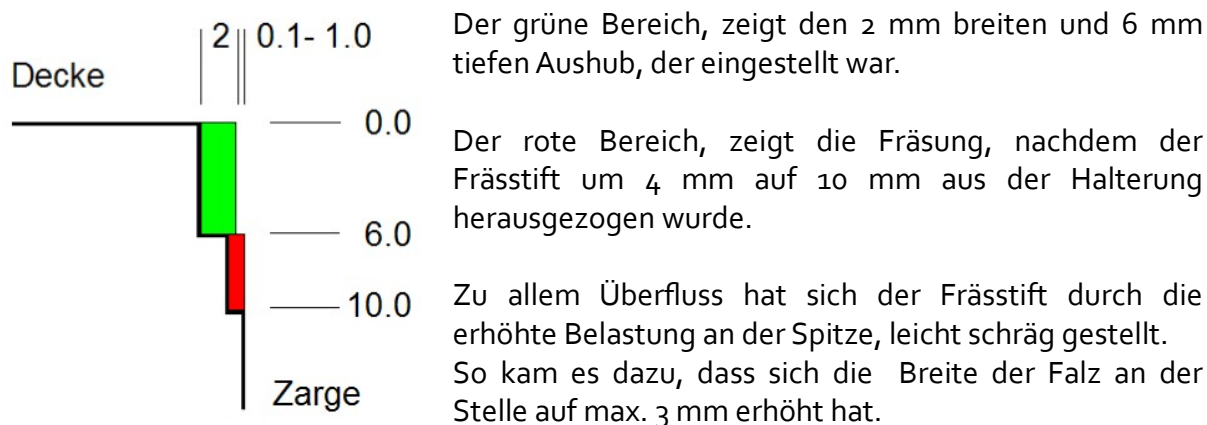 2 0.1- 1.0
Decke
0.0
6.0
10.0
Zarge
Der grüne Bereich, zeigt den 2 mm breiten und 6 mm
tiefen Aushub, der eingestellt war.
Der rote Bereich, zeigt die Fräsung, nachdem der
Frässtift um 4 mm auf 10 mm aus der Halterung
herausgezogen wurde.
Zu allem Überfluss hat sich der Frässtift durch die
erhöhte Belastung an der Spitze, leicht schräg gestellt.
So kam es dazu, dass sich die Breite der Falz an der
Stelle auf max. 3 mm erhöht hat.